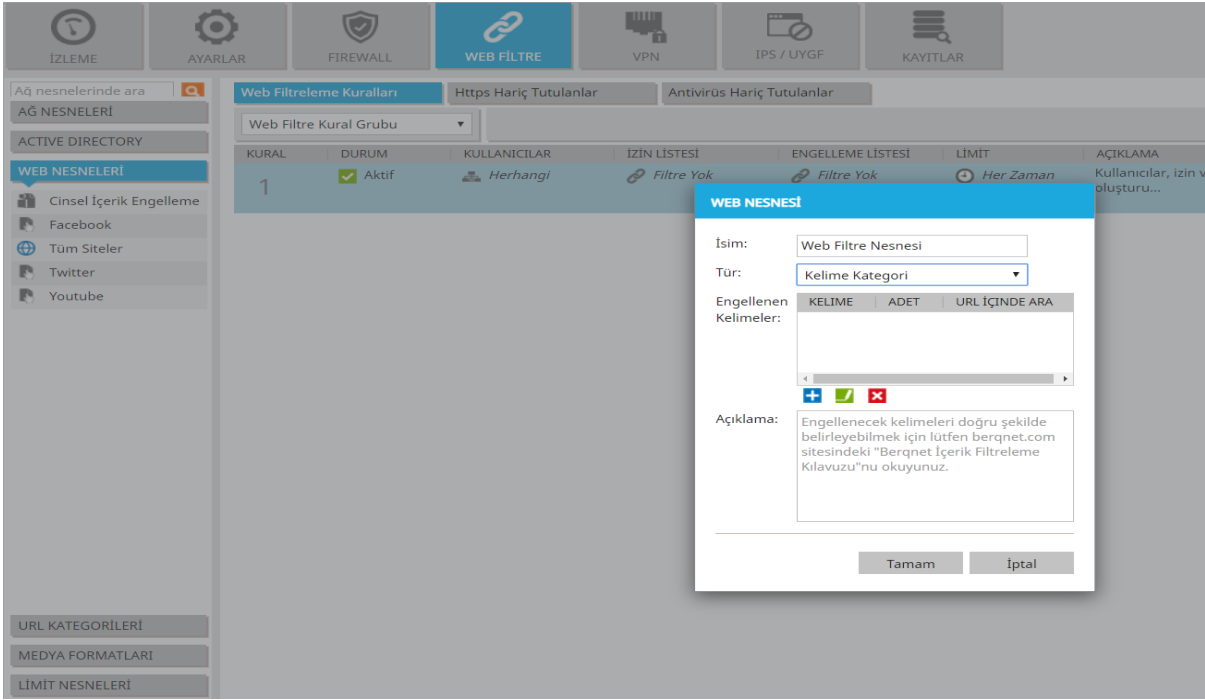 İZLEME
AYARLAR
FIREWALL
WEB FİLTRE
VPN
IPS / UYGF
KAYITLAR
Ağ nesnelerinde ara
AĞ NESNELERİ
ACTIVE DIRECTORY
WEB NESNELERİ
Cinsel İçerik Engelleme
Facebook
Tüm Siteler
Twitter
Youtube
URL KATEGORİLERİ
MEDYA FORMATLARI
LİMİT NESNELERİ
Web Filtreleme Kuralları
Https Hariç Tutulanlar
Antivirüs Hariç Tutulanlar
Web Filtre Kural Grubu
KURAL DURUM KULLANICILAR İZİN LİSTESİ ENGELLEME LİSTESİ LİMİT AÇIKLAMA
1 Aktif Herhangi Filtre Yok Filtre Yok Her Zaman Kullanıcılar, izin v
oluşturu...
WEB NESNESİ
İsim: Web Filtre Nesnesi
Tür: Kelime Kategori
Engellenen
Kelimeler:
KELIME ADET URL İÇİNDE ARA
Açıklama:
Engellenecek kelimeleri doğru şekilde
belirleyebilmek için lütfen berqnet.com
sitesindeki "Berqnet İçerik Filtreleme
Kılavuzu"nu okuyunuz.
Tamam
İptal